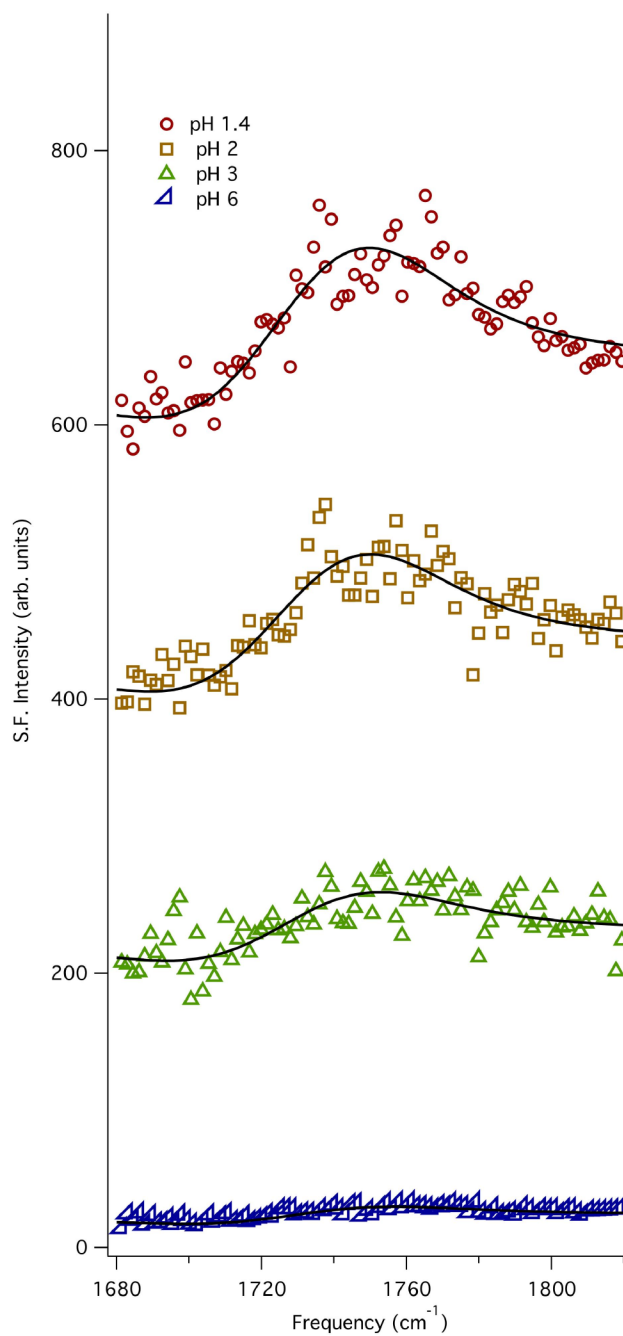 800
600
400
200
0
pH 1.4
pH 2
pH 3
pH 6
S.F. Intensity (arb. units)
1680 1720 1760 1800
Frequency (cm⁻¹)